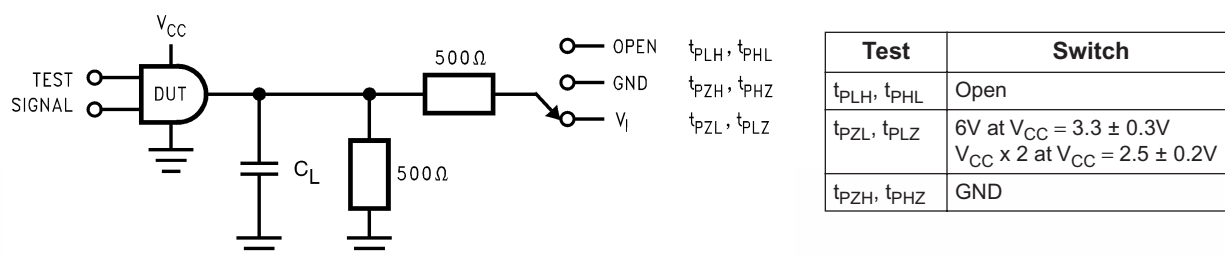 V_CC
TEST
SIGNAL
DUT
C_L
500Ω
500Ω
OPEN t_PLH, t_PHL
GND t_PZH, t_PHZ
V_I t_PZL, t_PLZ
Test Switch
t_PLH, t_PHL Open
t_PZL, t_PLZ 6V at V_CC = 3.3 ± 0.3V
V_CC x 2 at V_CC = 2.5 ± 0.2V
t_PZH, t_PHZ GND